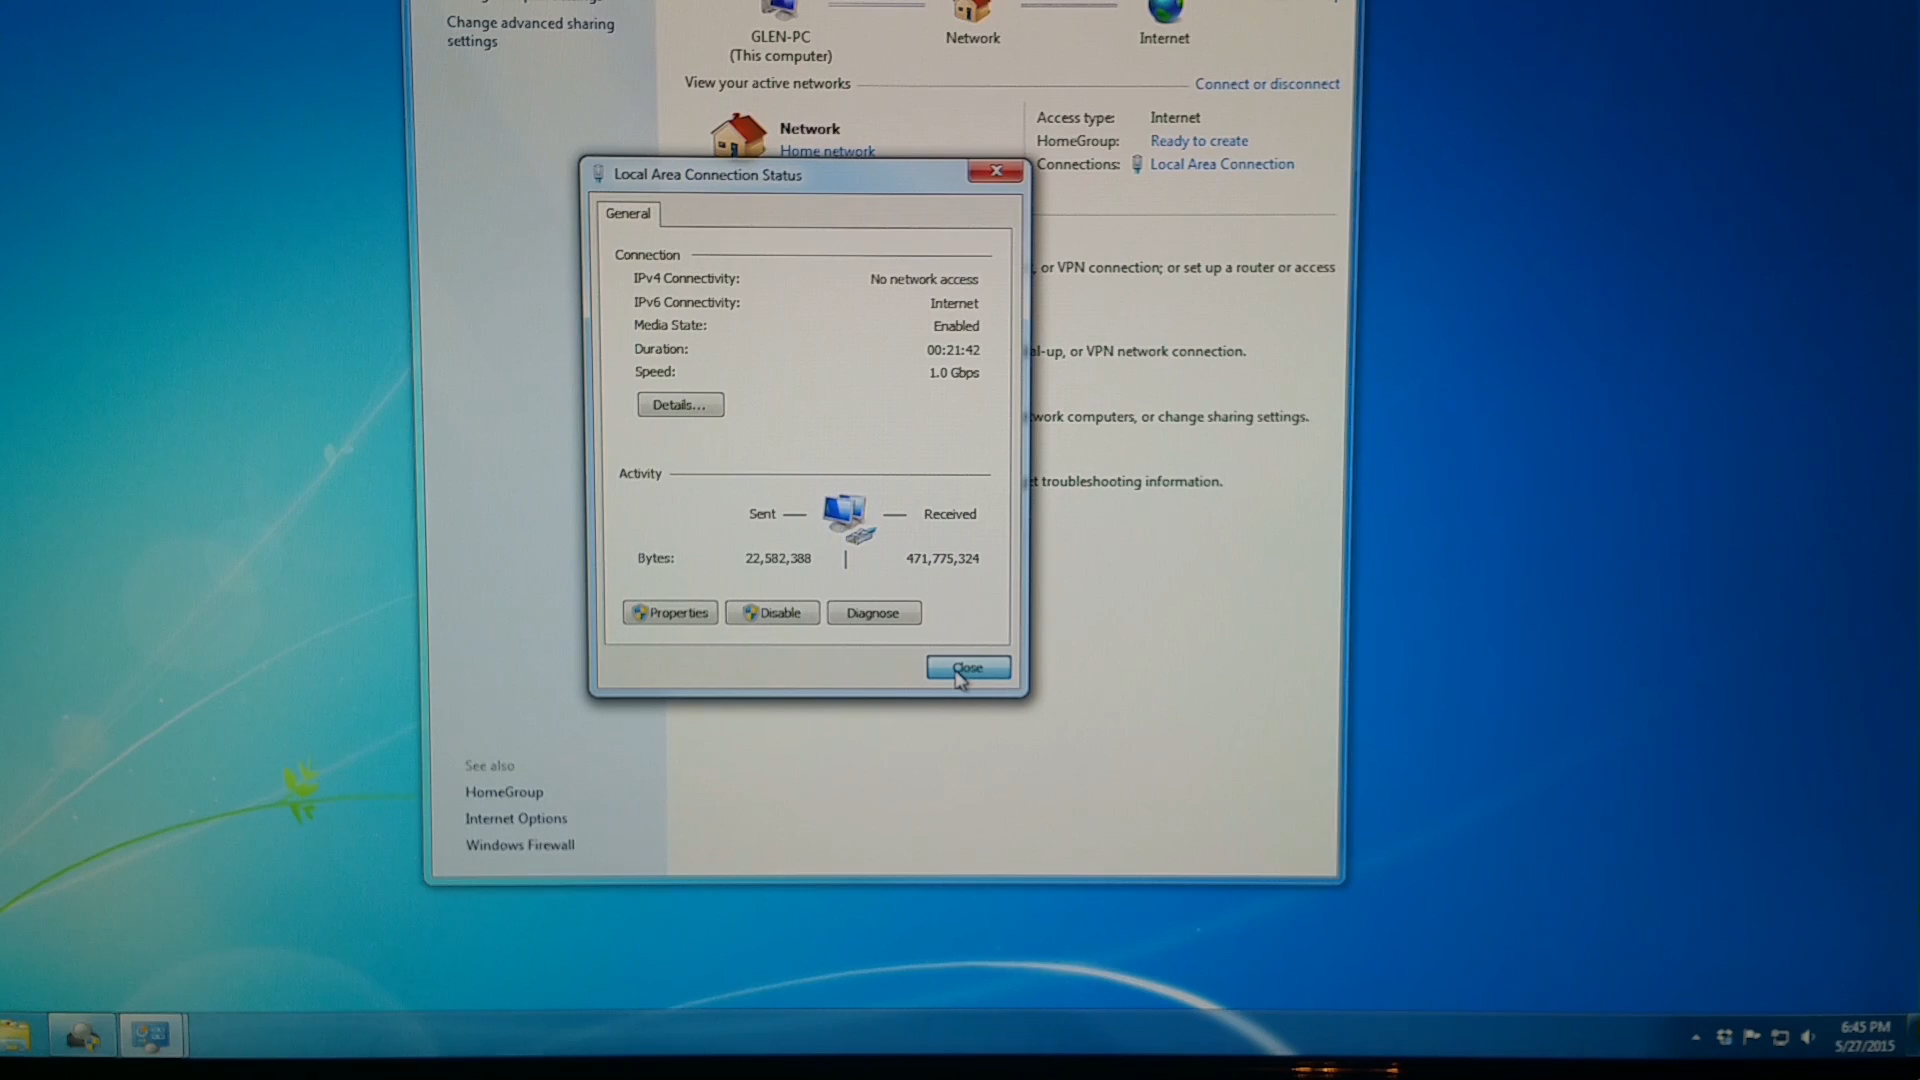 Change advanced sharing
settings
GLEN-PC
(This computer)
Network
Internet
View your active networks
Connect or disconnect
Network
Home network
Access type: Internet
HomeGroup: Ready to create
Connections: Local Area Connection
or VPN connection; or set up a router or access
al-up, or VPN network connection.
work computers, or change sharing settings.
troubleshooting information.
Local Area Connection Status
General
Connection
IPv4 Connectivity: No network access
IPv6 Connectivity: Internet
Media State: Enabled
Duration: 00:21:42
Speed: 1.0 Gbps
Details...
Activity
Sent — — Received
Bytes: 22,582,388 | 471,775,324
Properties Disable Diagnose
Close
See also
HomeGroup
Internet Options
Windows Firewall
6:45 PM
5/27/2015